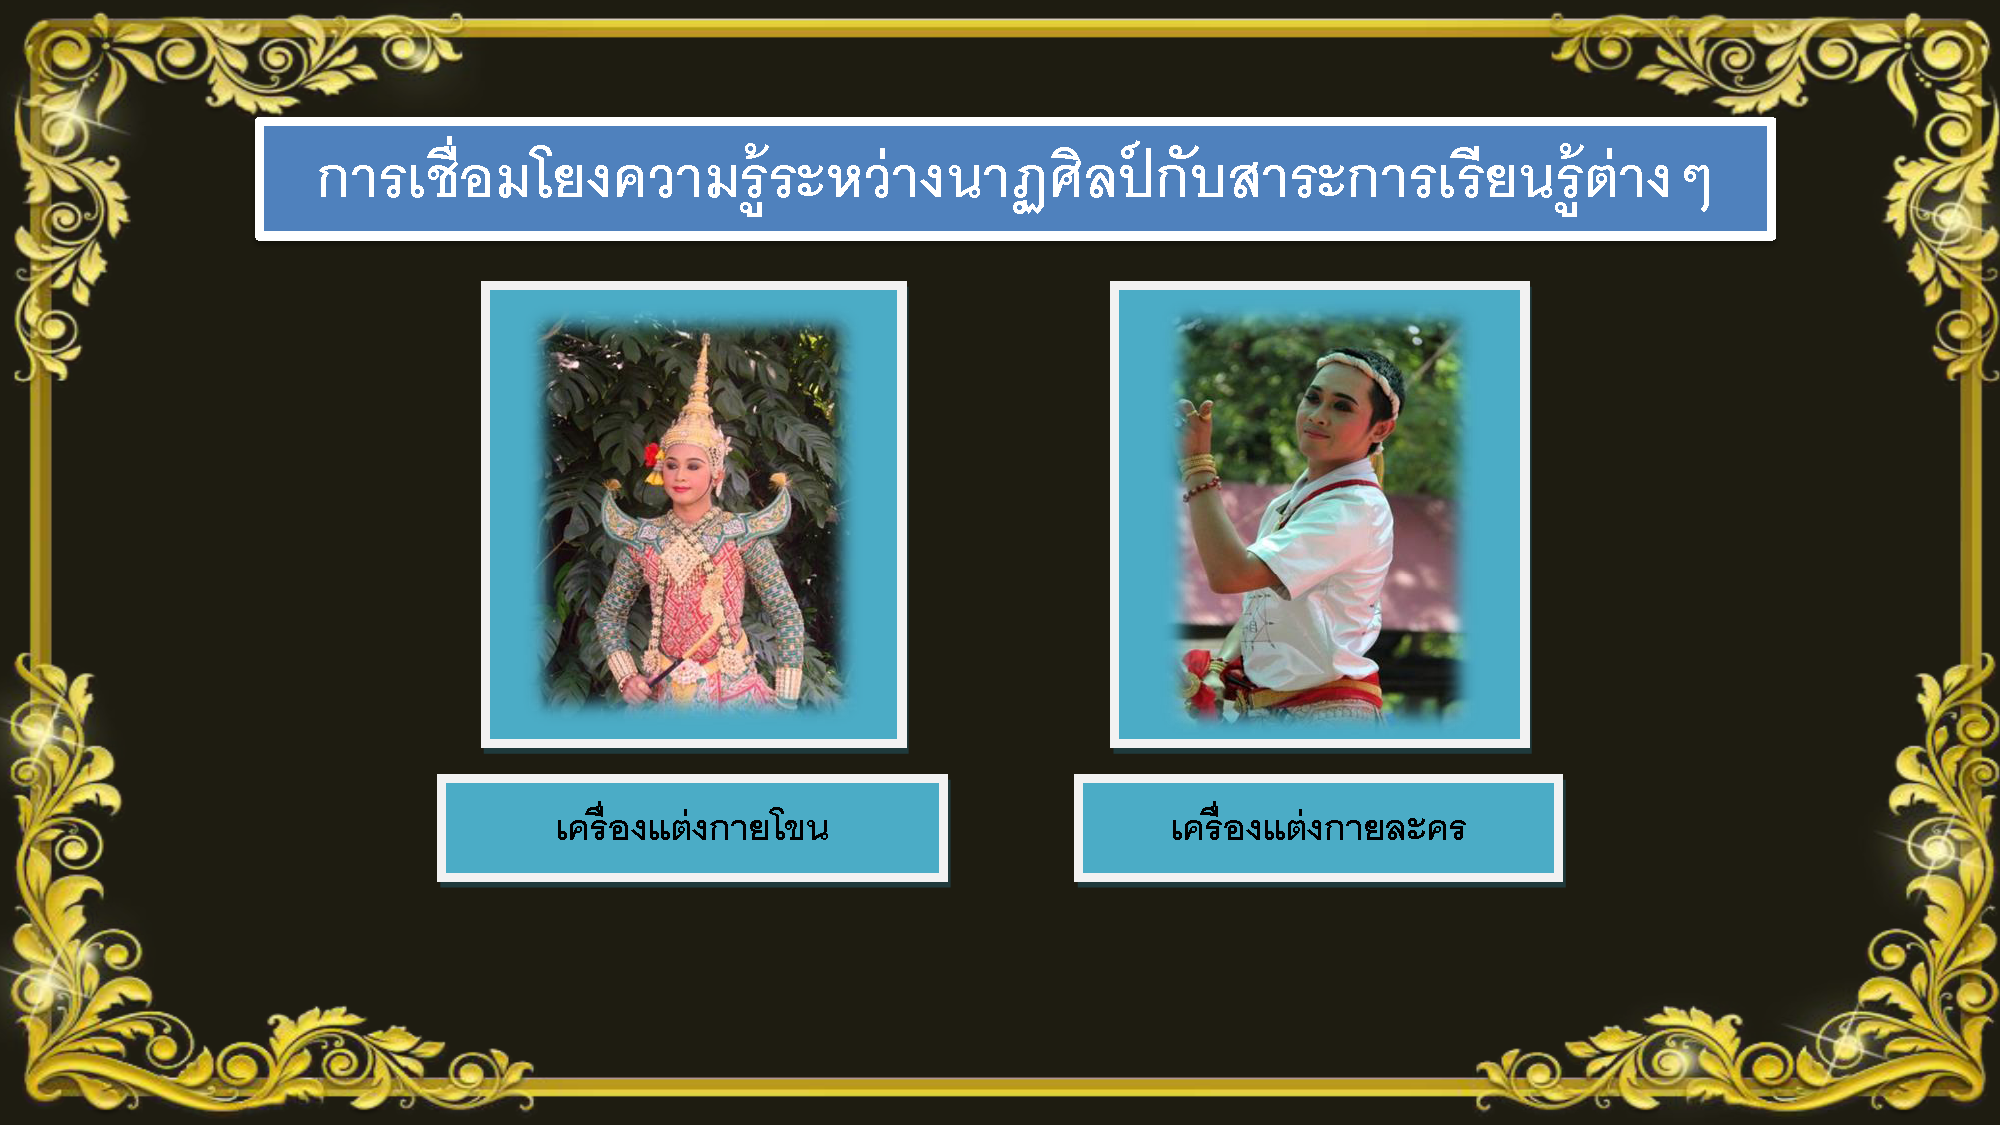 การเชื่อมโยงความรู้ระหว่างนาฏศิลป์กับสาระการเรียนรู้ต่าง ๆ
เครื่องแต่งกายโขน
เครื่องแต่งกายละคร